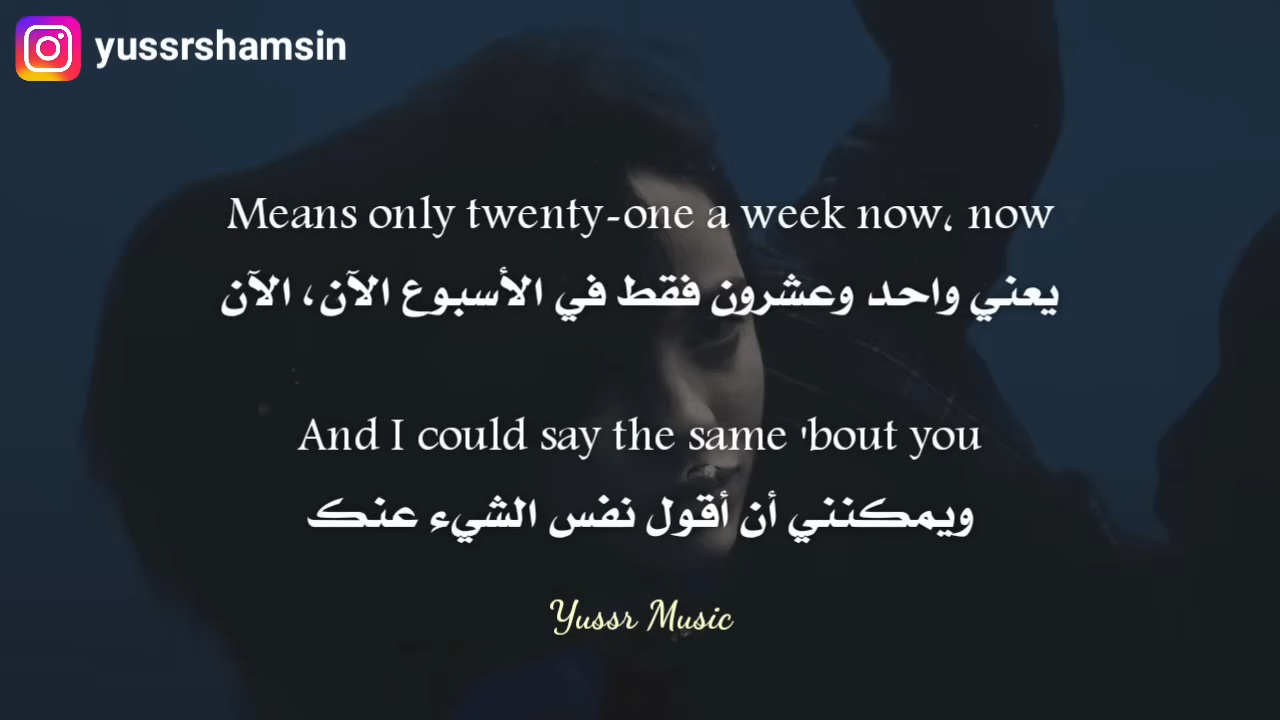 yussrshamsin
Means only twenty-one a week now، now
يعني واحد وعشرون فقط في الأسبوع الآن، الآن
And I could say the same 'bout you
ويمكنني أن أقول نفس الشيء عنك
Yussr Music